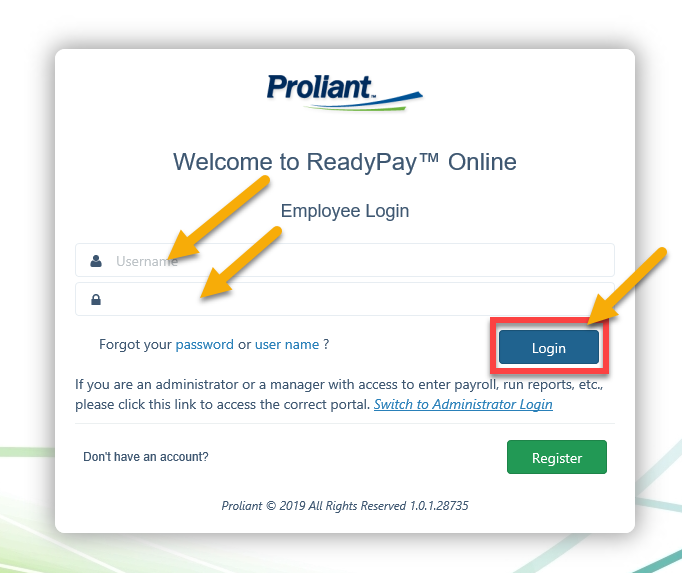 Proliant™
Welcome to ReadyPay™ Online
Employee Login
Username
Forgot your password or user name ?
Login
If you are an administrator or a manager with access to enter payroll, run reports, etc.,
please click this link to access the correct portal. Switch to Administrator Login
Don't have an account?
Register
Proliant © 2019 All Rights Reserved 1.0.1.28735